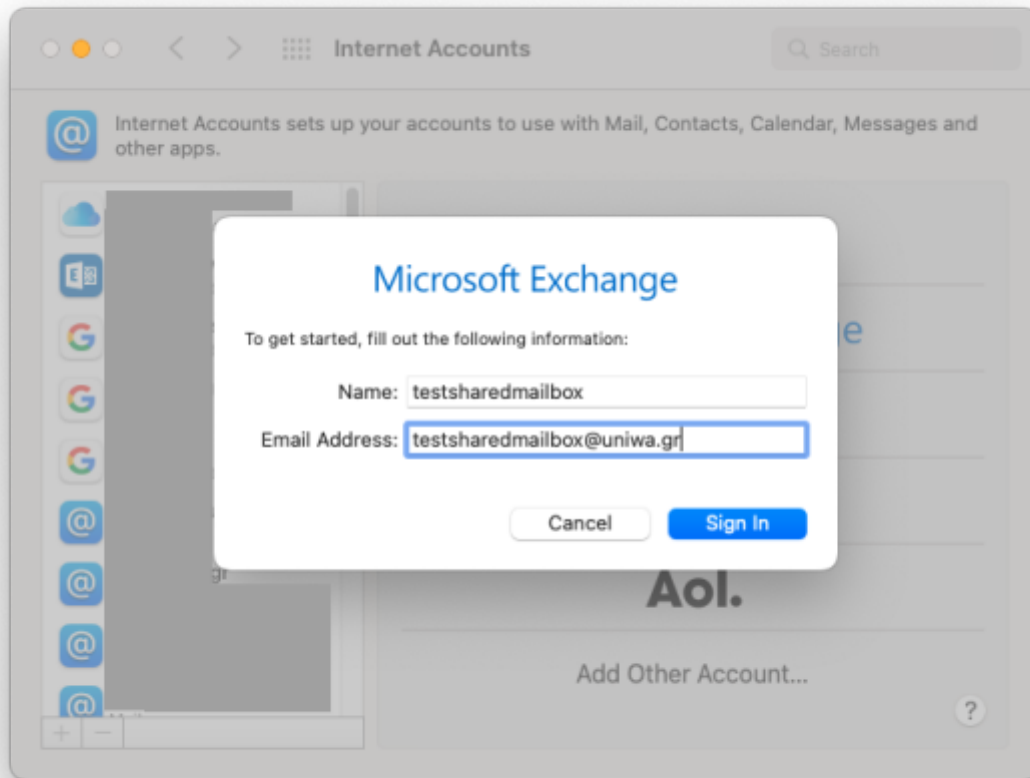 Internet Accounts
Search
Internet Accounts sets up your accounts to use with Mail, Contacts, Calendar, Messages and
other apps.
Microsoft Exchange
To get started, fill out the following information:
Name: testsharedmailbox
Email Address: testsharedmailbox@uniwa.gr
Cancel Sign In
ge
gr
Aol.
Add Other Account...
?